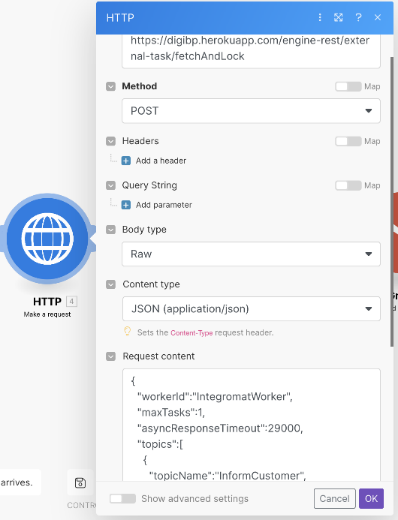 HTTP
https://digibp.herokuapp.com/engine-rest/exter
nal-task/fetchAndLock
Method
Map
POST
Headers
Map
Add a header
Query String
Map
Add parameter
Body type
Raw
Content type
JSON (application/json)
Sets the Content-Type request header.
Request content
{
"workerId":"IntegromatWorker",
"maxTasks":1,
"asyncResponseTimeout":29000,
"topics":[
{
"topicName":"InformCustomer",
Show advanced settings
Cancel
OK
HTTP 4
Make a request
arrives.
CONTR